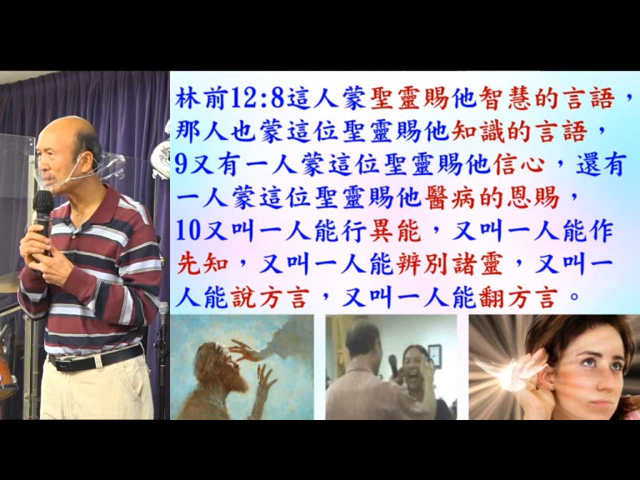 林前12:8這人蒙聖靈賜他智慧的言語，
那人也蒙這位聖靈賜他知識的言語，
9又有一人蒙這位聖靈賜他信心，還有
一人蒙這位聖靈賜他醫病的恩賜，
10又叫一人能行異能，又叫一人能作
先知，又叫一人能辨別諸靈，又叫一
人能說方言，又叫一人能翻方言。